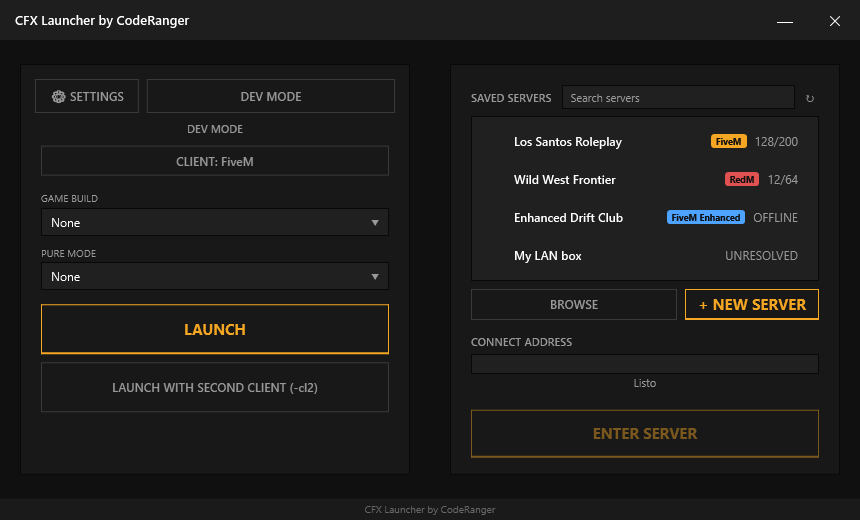 CFX Launcher by CodeRanger
SETTINGS
DEV MODE
DEV MODE
CLIENT: FiveM
GAME BUILD
None
PURE MODE
None
LAUNCH
LAUNCH WITH SECOND CLIENT (-cl2)
SAVED SERVERS
Search servers
Los Santos Roleplay FiveM 128/200
Wild West Frontier RedM 12/64
Enhanced Drift Club FiveM Enhanced OFFLINE
My LAN box UNRESOLVED
BROWSE
+ NEW SERVER
CONNECT ADDRESS
Listo
ENTER SERVER
CFX Launcher by CodeRanger